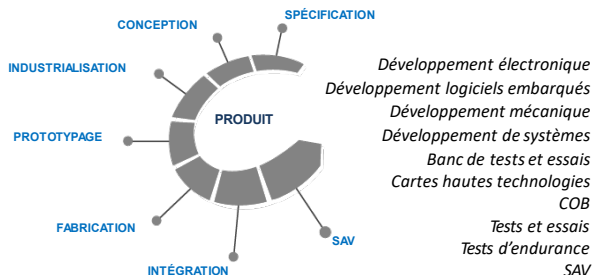 SPÉCIFICATION
CONCEPTION
INDUSTRIALISATION
PROTOTYPAGE
FABRICATION
INTÉGRATION
SAV
PRODUIT
Développement électronique
Développement logiciels embarqués
Développement mécanique
Développement de systèmes
Banc de tests et essais
Cartes hautes technologies
COB
Tests et essais
Tests d’endurance
SAV